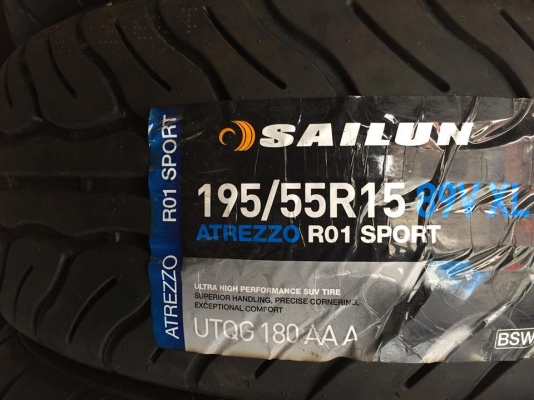 SAILUN
195/55R15 89V XL
ATREZZO R01 SPORT
ULTRA HIGH PERFORMANCE SUV TIRE
SUPERIOR HANDLING, PRECISE CORNERING,
EXCEPTIONAL COMFORT
UTQG 180 AA A
BSW
ATREZZO R01 SPORT